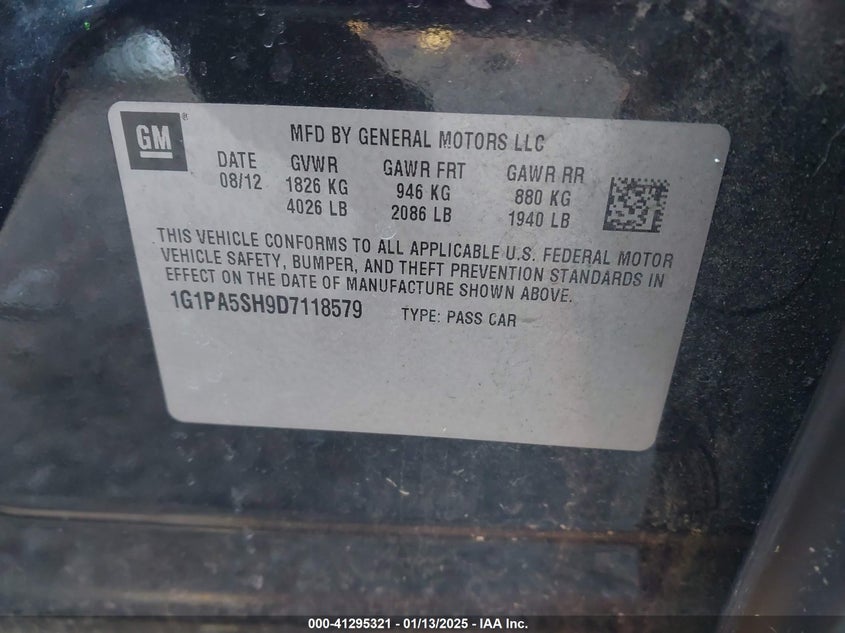 GM
MFD BY GENERAL MOTORS LLC
DATE GVWR GAWR FRT GAWR RR
08/12 1826 KG 946 KG 880 KG
4026 LB 2086 LB 1940 LB
THIS VEHICLE CONFORMS TO ALL APPLICABLE U.S. FEDERAL MOTOR
VEHICLE SAFETY, BUMPER, AND THEFT PREVENTION STANDARDS IN
EFFECT ON THE DATE OF MANUFACTURE SHOWN ABOVE.
1G1PA5SH9D7118579 TYPE: PASS CAR
000-41295321 - 01/13/2025 - IAA Inc.